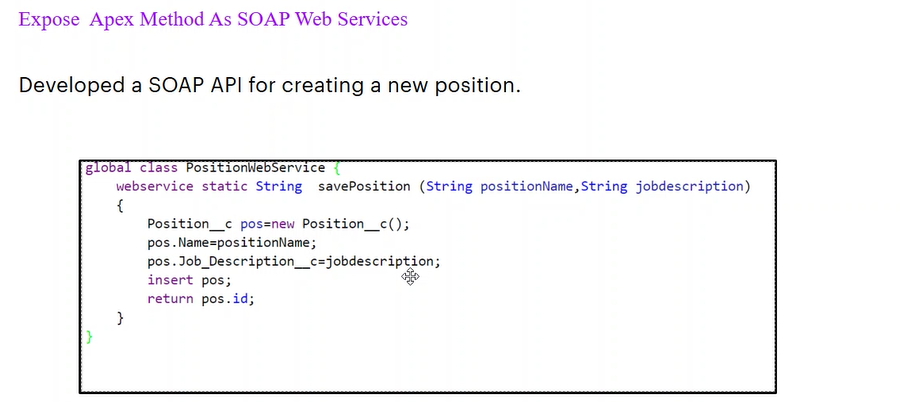 Expose  Apex Method As SOAP Web Services
Developed a SOAP API for creating a new position.
global class PositionWebService {
    webservice static String  savePosition (String positionName,String jobdescription)
    {
        Position__c pos=new Position__c();
        pos.Name=positionName;
        pos.Job_Description__c=jobdescription;
        insert pos;
        return pos.id;
    }
}